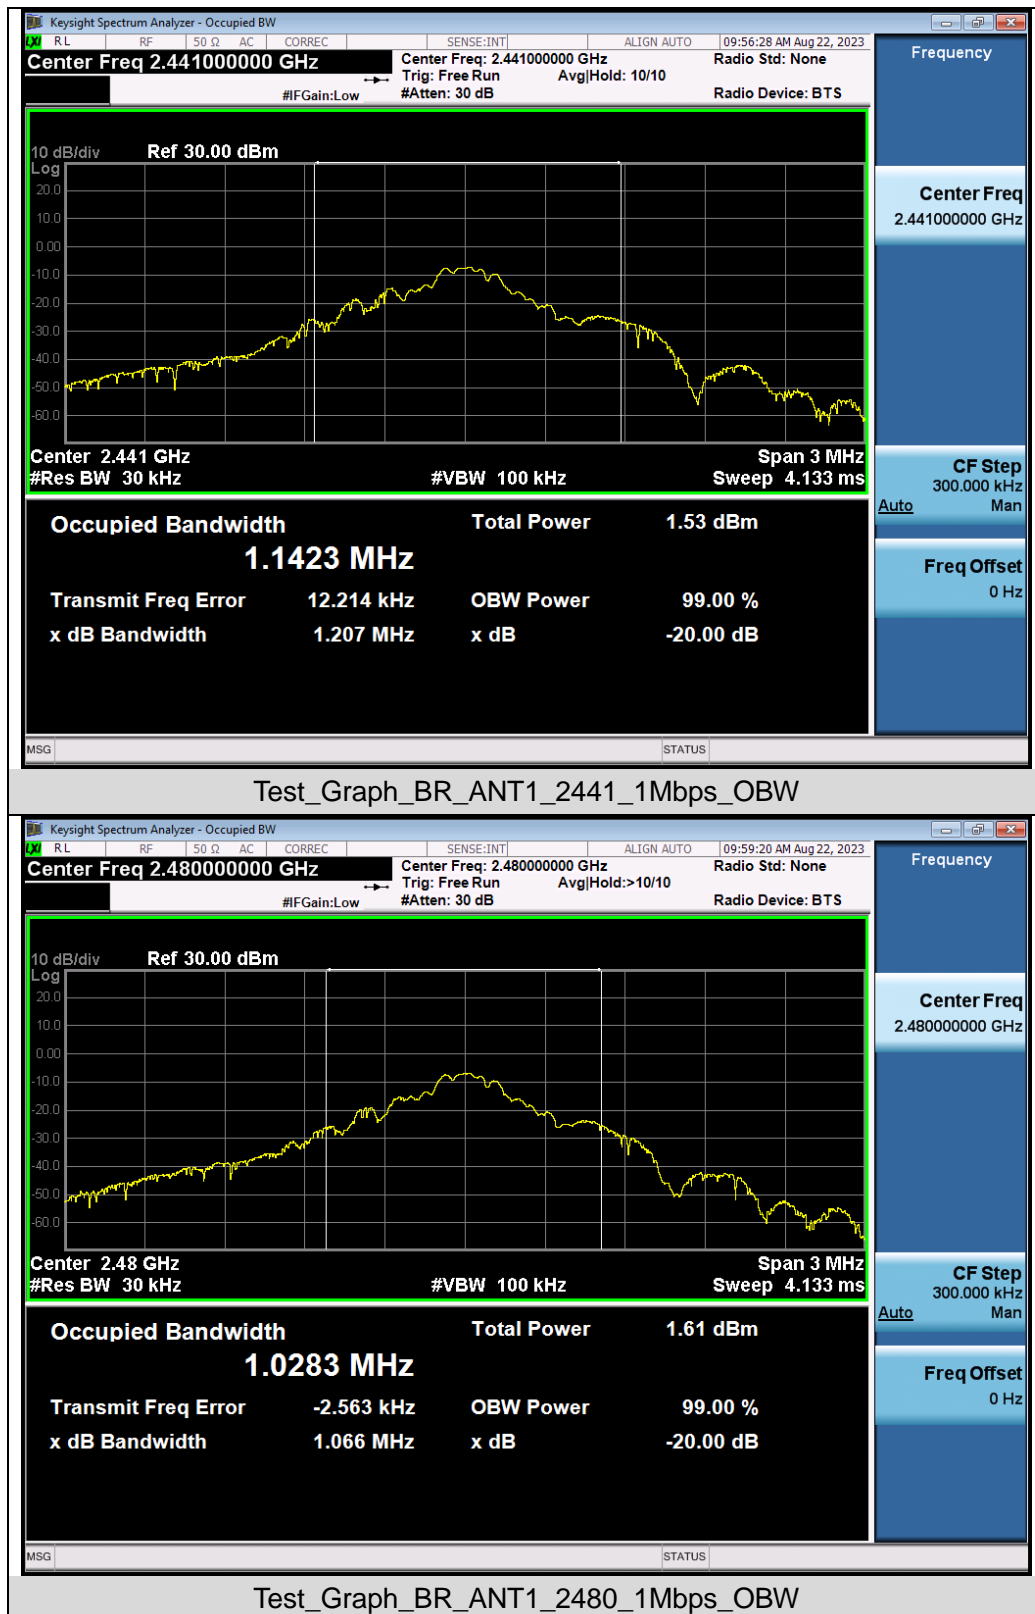 Keysight Spectrum Analyzer - Occupied BW
LXI RL RF 50 Ω AC CORREC SENSE:INT ALIGN AUTO 09:56:28 AM Aug 22, 2023
Center Freq 2.441000000 GHz
Center Freq: 2.441000000 GHz Radio Std: None
Trig: Free Run Avg|Hold: 10/10
#IFGain:Low #Atten: 30 dB Radio Device: BTS
Frequency
10 dB/div Ref 30.00 dBm
Log
20.0
10.0
0.00
-10.0
-20.0
-30.0
-40.0
-50.0
-60.0
Center Freq
2.441000000 GHz
Center 2.441 GHz Span 3 MHz
#Res BW 30 kHz #VBW 100 kHz Sweep 4.133 ms
CF Step
300.000 kHz
Auto Man
Occupied Bandwidth Total Power 1.53 dBm
1.1423 MHz
Transmit Freq Error 12.214 kHz OBW Power 99.00 %
x dB Bandwidth 1.207 MHz x dB -20.00 dB
Freq Offset
0 Hz
MSG STATUS
Test_Graph_BR_ANT1_2441_1Mbps_OBW
Keysight Spectrum Analyzer - Occupied BW
LXI RL RF 50 Ω AC CORREC SENSE:INT ALIGN AUTO 09:59:20 AM Aug 22, 2023
Center Freq 2.480000000 GHz
Center Freq: 2.480000000 GHz Radio Std: None
Trig: Free Run Avg|Hold:>10/10
#IFGain:Low #Atten: 30 dB Radio Device: BTS
Frequency
10 dB/div Ref 30.00 dBm
Log
20.0
10.0
0.00
-10.0
-20.0
-30.0
-40.0
-50.0
-60.0
Center Freq
2.480000000 GHz
Center 2.48 GHz Span 3 MHz
#Res BW 30 kHz #VBW 100 kHz Sweep 4.133 ms
CF Step
300.000 kHz
Auto Man
Occupied Bandwidth Total Power 1.61 dBm
1.0283 MHz
Transmit Freq Error -2.563 kHz OBW Power 99.00 %
x dB Bandwidth 1.066 MHz x dB -20.00 dB
Freq Offset
0 Hz
MSG STATUS
Test_Graph_BR_ANT1_2480_1Mbps_OBW